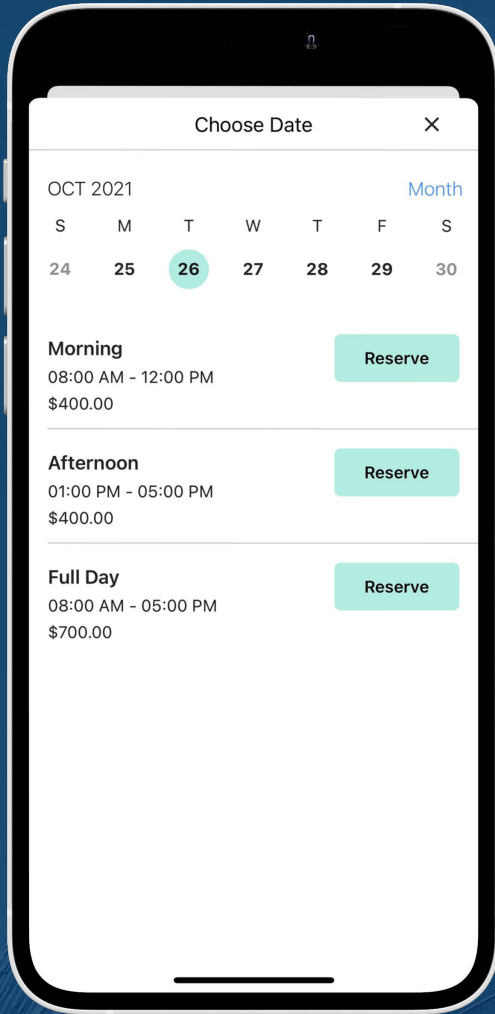 Choose Date
OCT 2021 Month
S M T W T F S
24 25 26 27 28 29 30
Morning
Reserve
08:00 AM - 12:00 PM
$400.00
Afternoon
Reserve
01:00 PM - 05:00 PM
$400.00
Full Day
Reserve
08:00 AM - 05:00 PM
$700.00